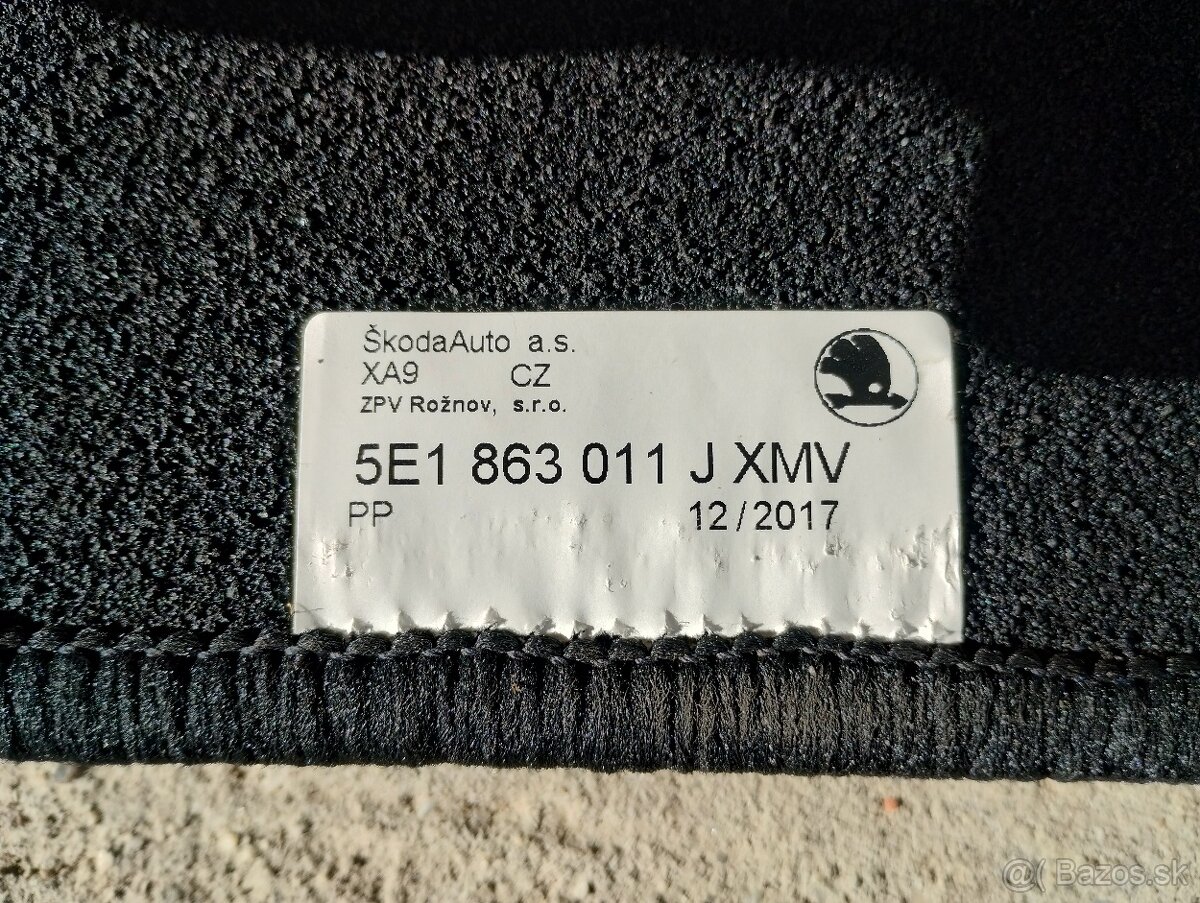 ŠkodaAuto a.s.
XA9 CZ
ZPV Rožnov, s.r.o.
5E1 863 011 J XMV
PP 12/2017
@( Bazos.sk